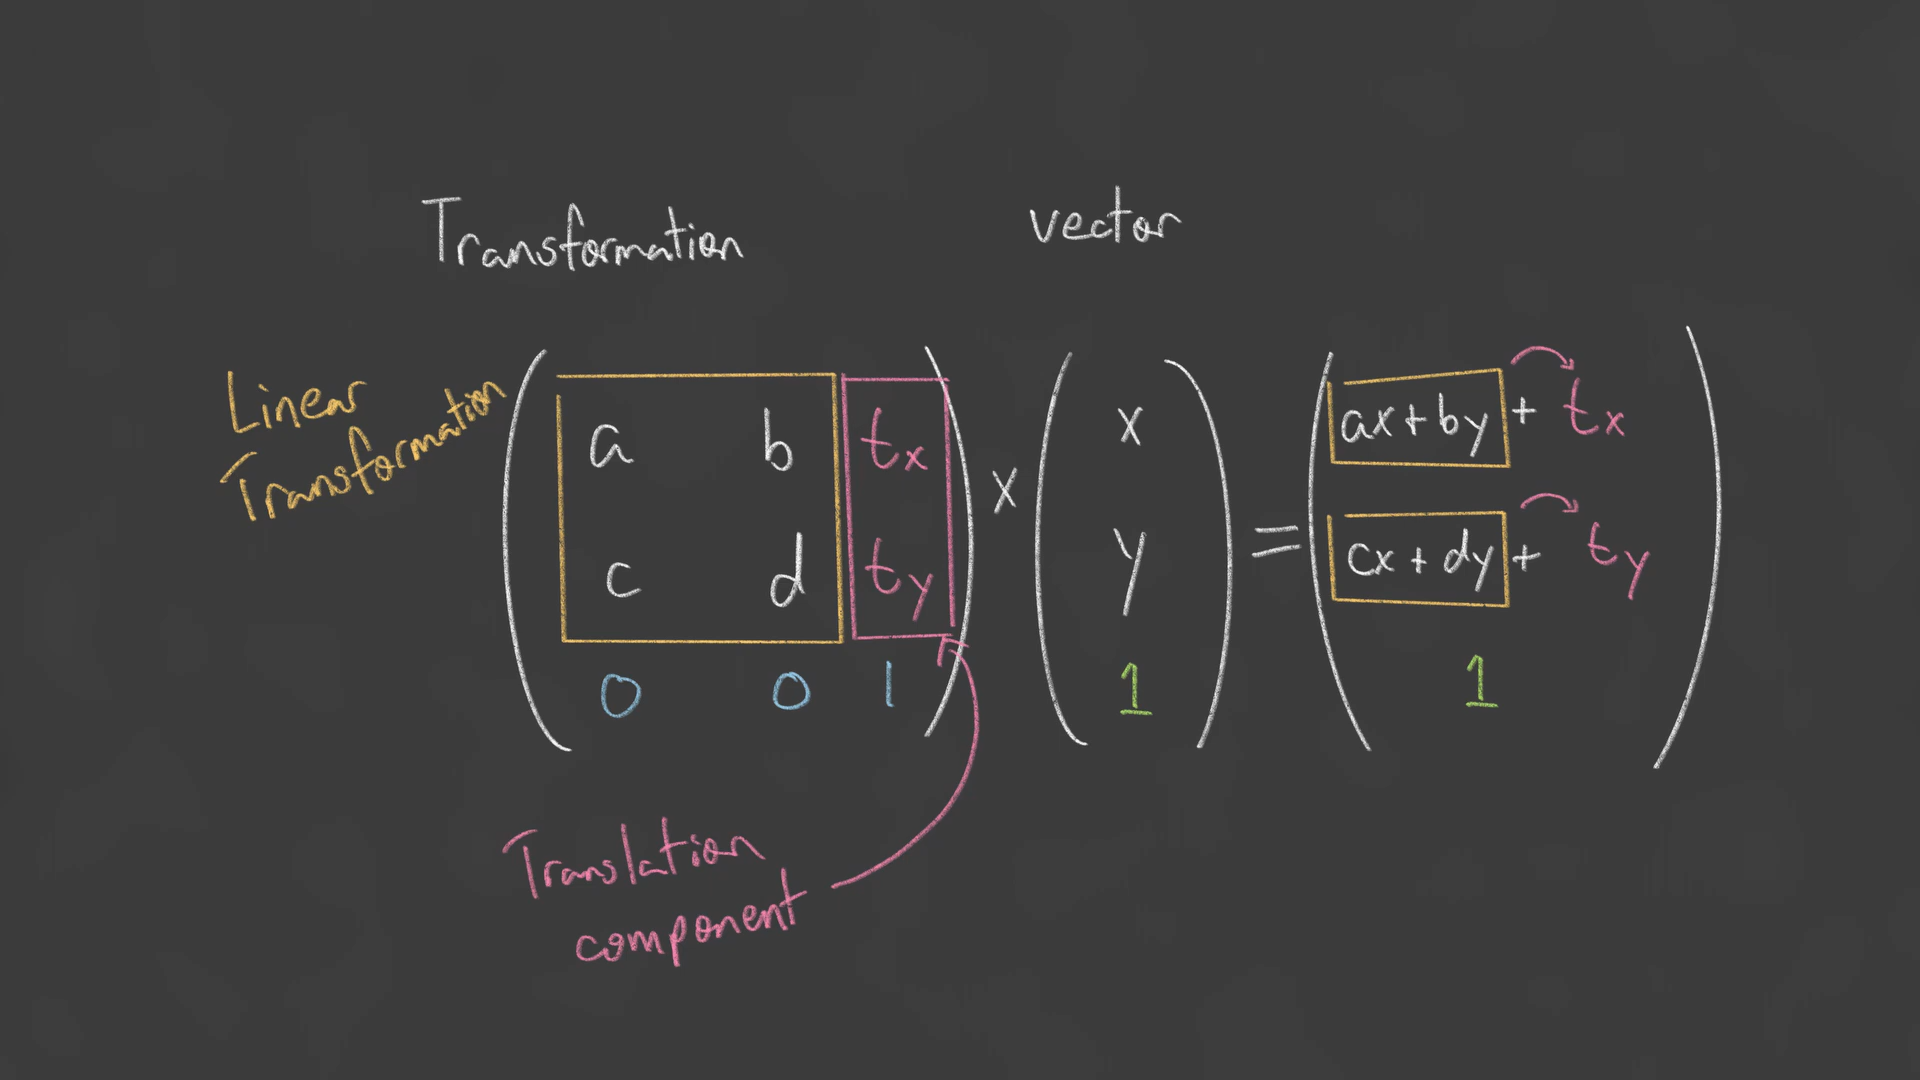 Transformation
vector
Linear
Transformation
a b tx
c d ty
0 0 1
x
x
y
1
=
ax+by + tx
cx + dy + ty
1
Translation
component